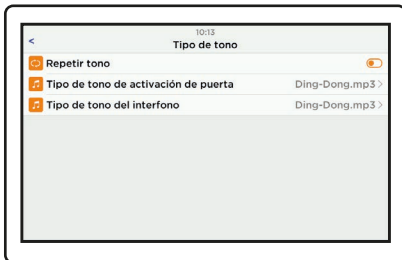 10:13
<
Tipo de tono
Repetir tono
Tipo de tono de activación de puerta Ding-Dong.mp3 >
Tipo de tono del interfono Ding-Dong.mp3 >